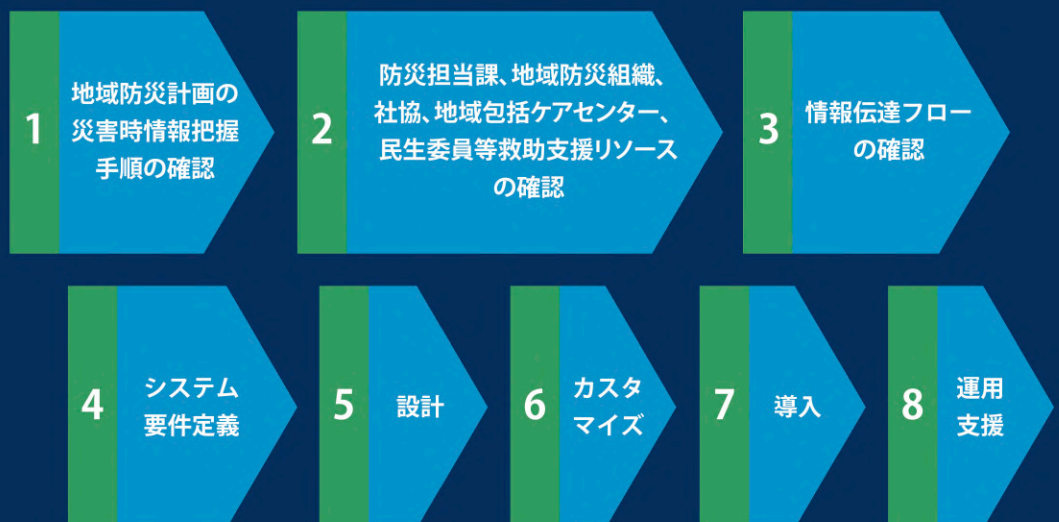 1
地域防災計画の
災害時情報把握
手順の確認
2
防災担当課、地域防災組織、
社協、地域包括ケアセンター、
民生委員等救助支援リソース
の確認
3
情報伝達フロー
の確認
4
システム
要件定義
5
設計
6
カスタ
マイズ
7
導入
8
運用
支援